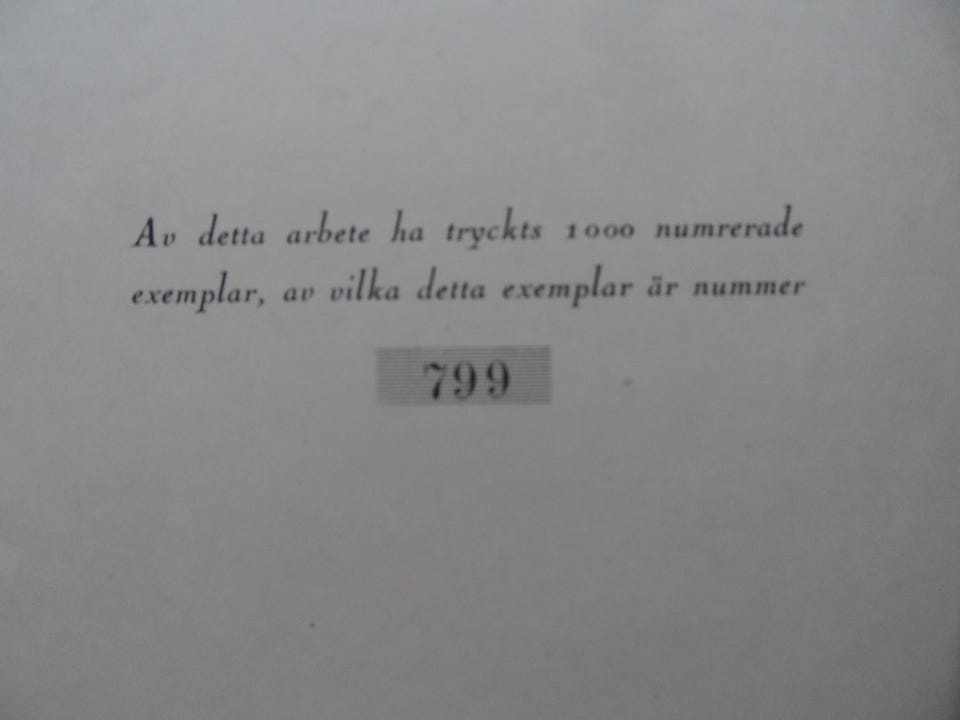 Av detta arbete ha tryckts 1000 numrerade
exemplar, av vilka detta exemplar är nummer
799